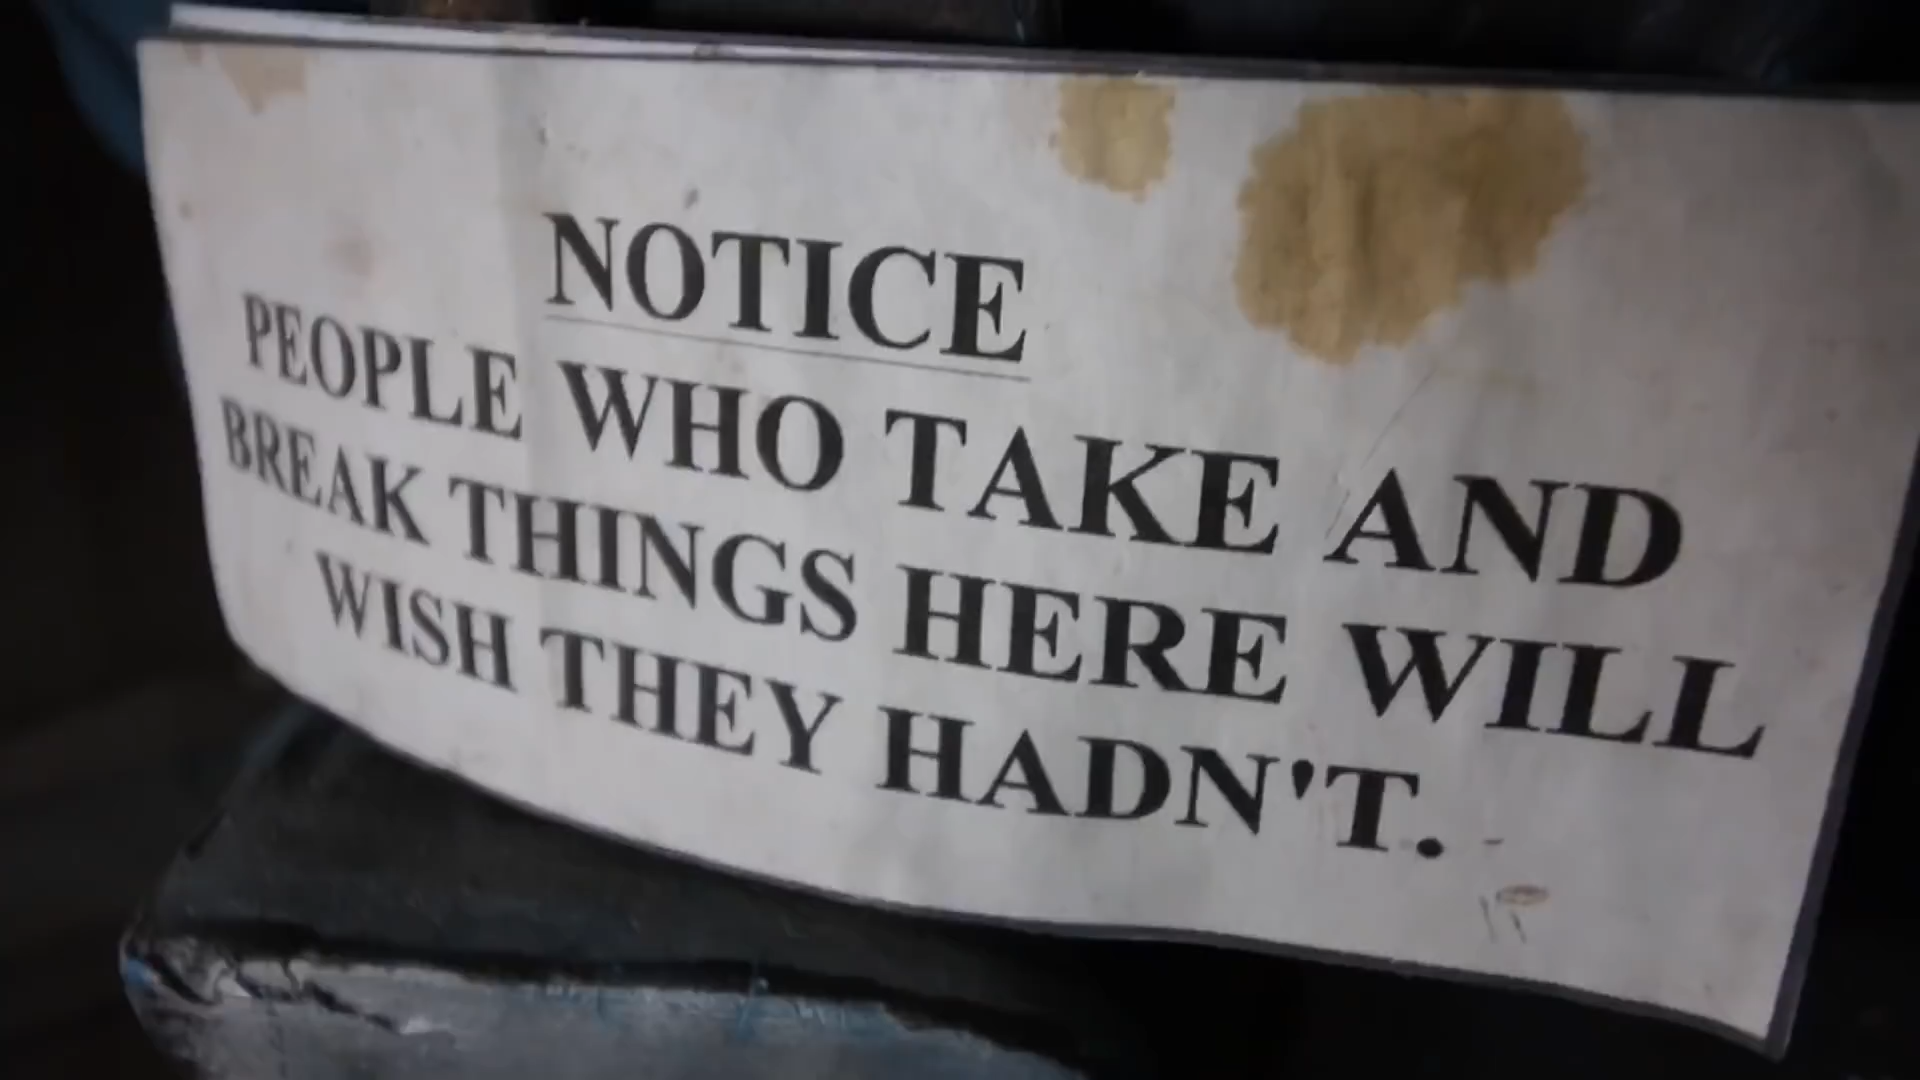 NOTICE
PEOPLE WHO TAKE AND
BREAK THINGS HERE WILL
WISH THEY HADN'T.